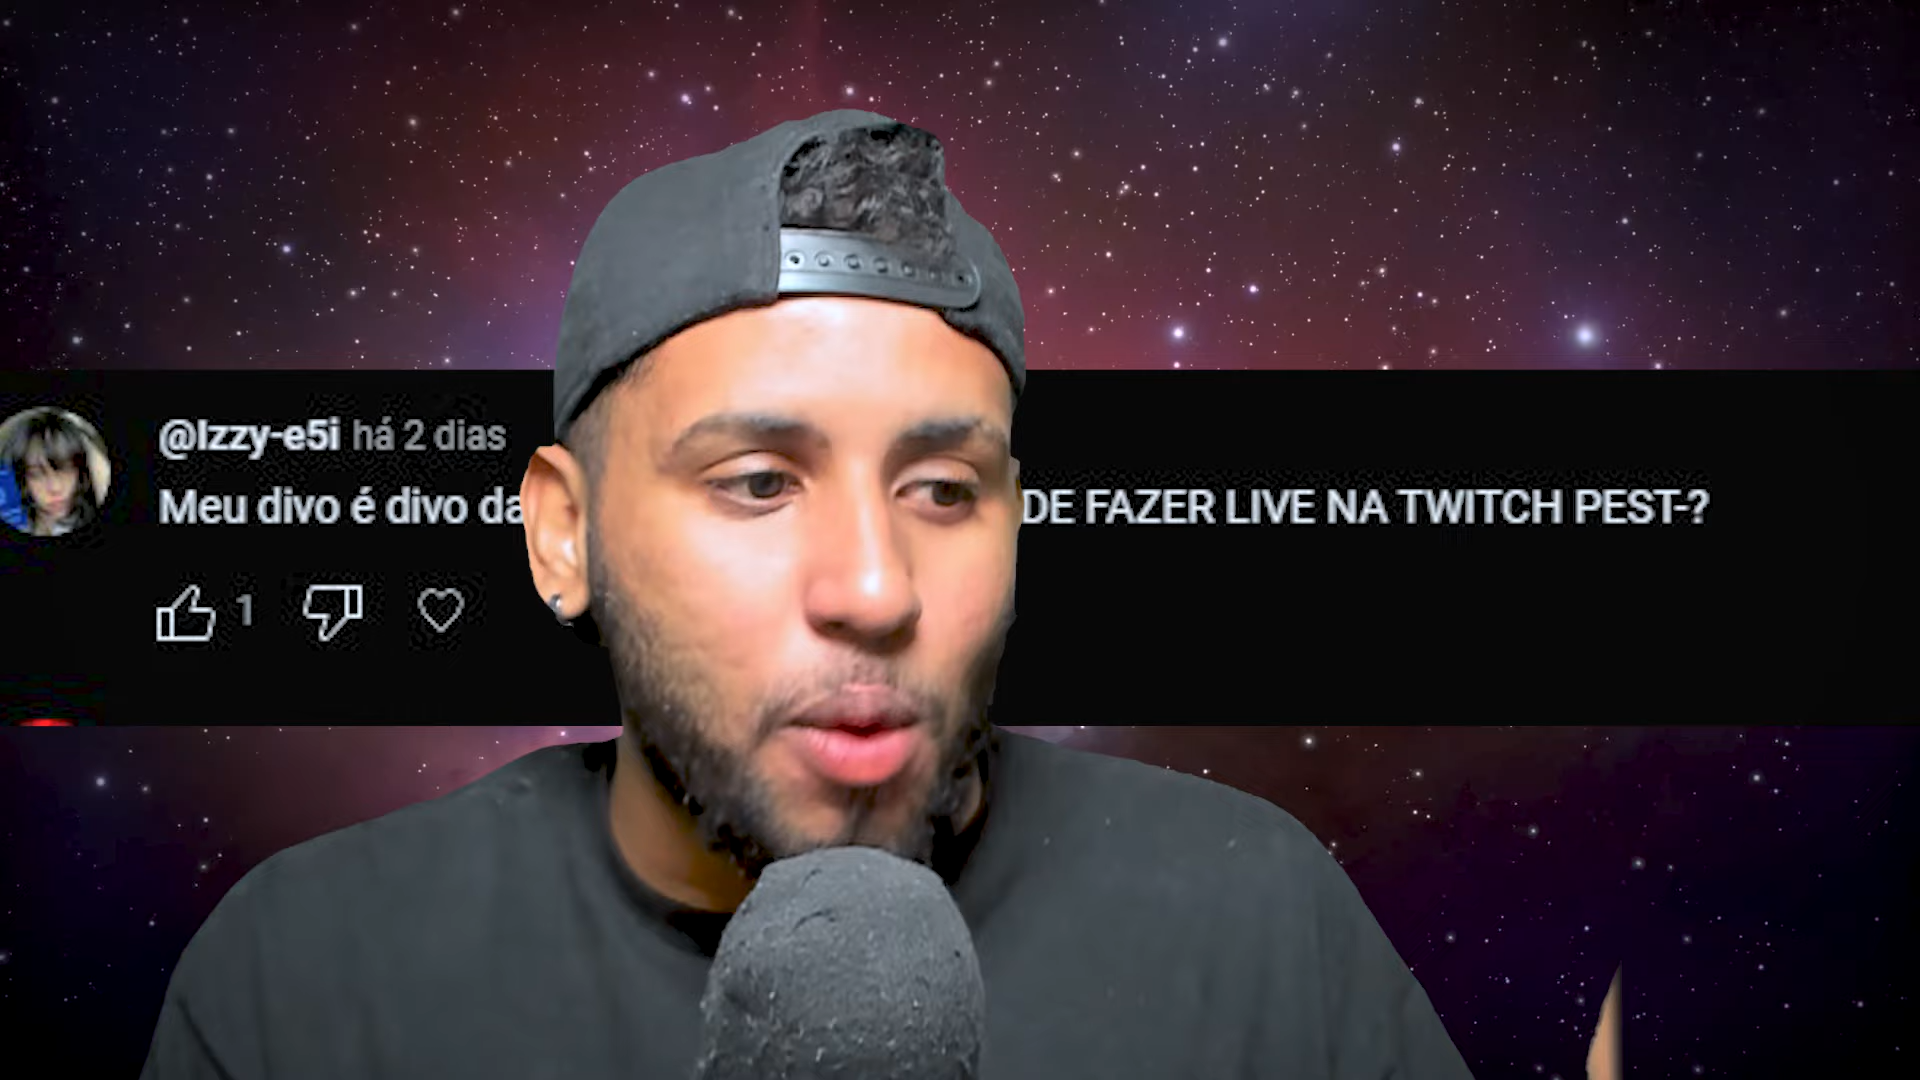 @Izzy-e5i há 2 dias
Meu divo é divo da DE FAZER LIVE NA TWITCH PEST-?
1